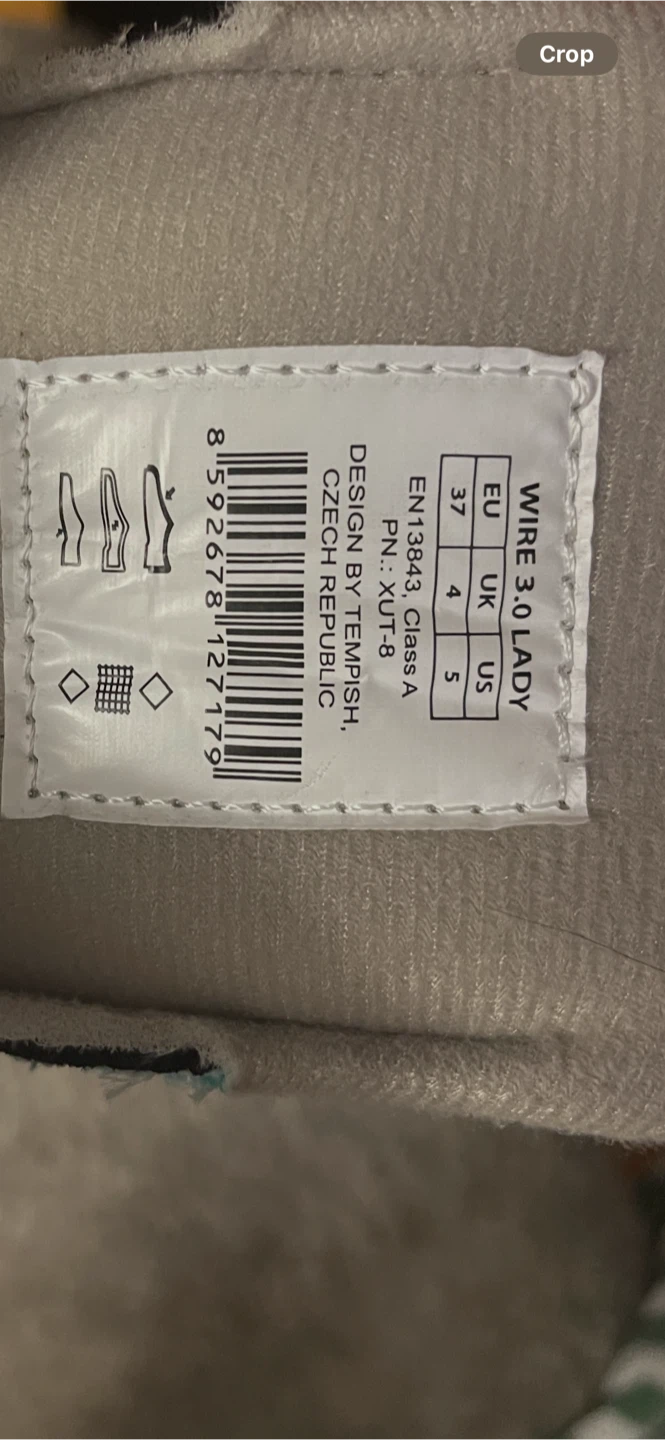 Crop
WIRE 3.0 LADY
EU UK US
37 4 5
EN13843, Class A
PN.: XUT-8
DESIGN BY TEMPISH,
CZECH REPUBLIC
8 592678 127179